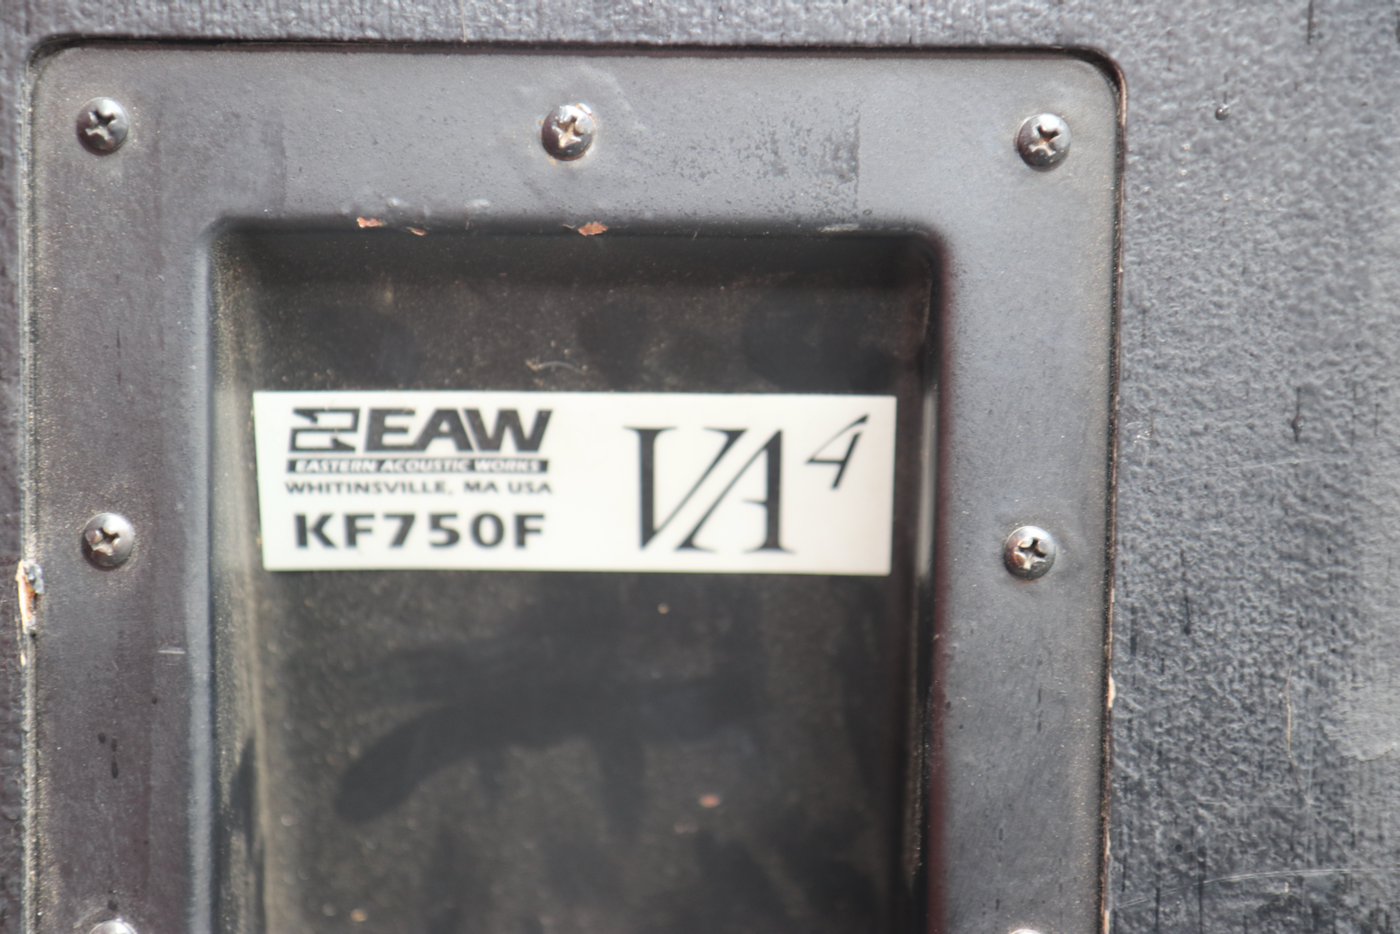 EAW
EASTERN ACOUSTIC WORKS
WHITINSVILLE, MA USA
KF750F
VA4